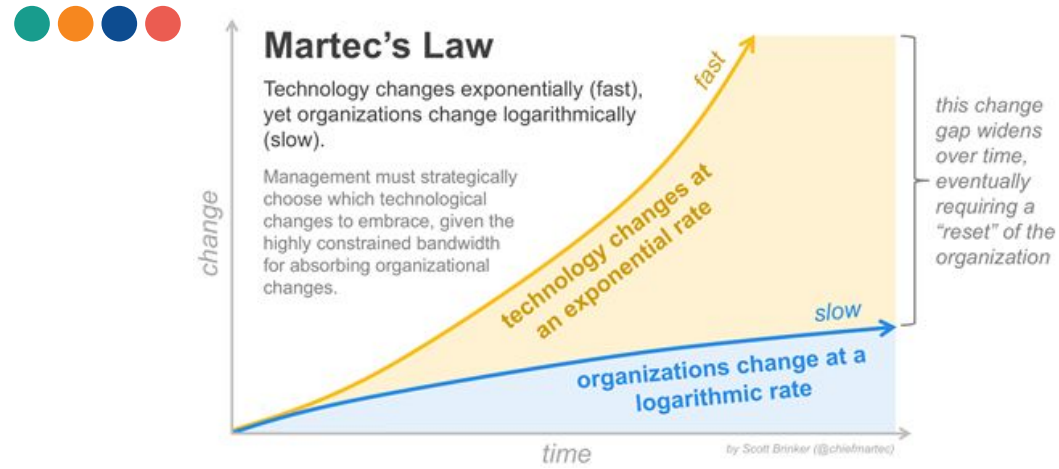 Martec's Law
Technology changes exponentially (fast),
yet organizations change logarithmically
(slow).
Management must strategically
choose which technological
changes to embrace, given the
highly constrained bandwidth
for absorbing organizational
changes.
change
fast
technology changes at
an exponential rate
slow
organizations change at a
logarithmic rate
this change
gap widens
over time,
eventually
requiring a
“reset” of the
organization
time
by Scott Brinker (@chiefmartec)